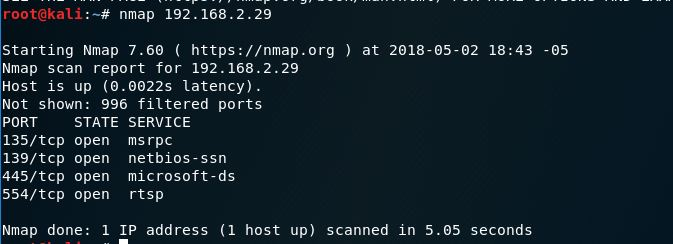 root@kali:~# nmap 192.168.2.29
Starting Nmap 7.60 ( https://nmap.org ) at 2018-05-02 18:43 -05
Nmap scan report for 192.168.2.29
Host is up (0.0022s latency).
Not shown: 996 filtered ports
PORT    STATE SERVICE
135/tcp open  msrpc
139/tcp open  netbios-ssn
445/tcp open  microsoft-ds
554/tcp open  rtsp
Nmap done: 1 IP address (1 host up) scanned in 5.05 seconds